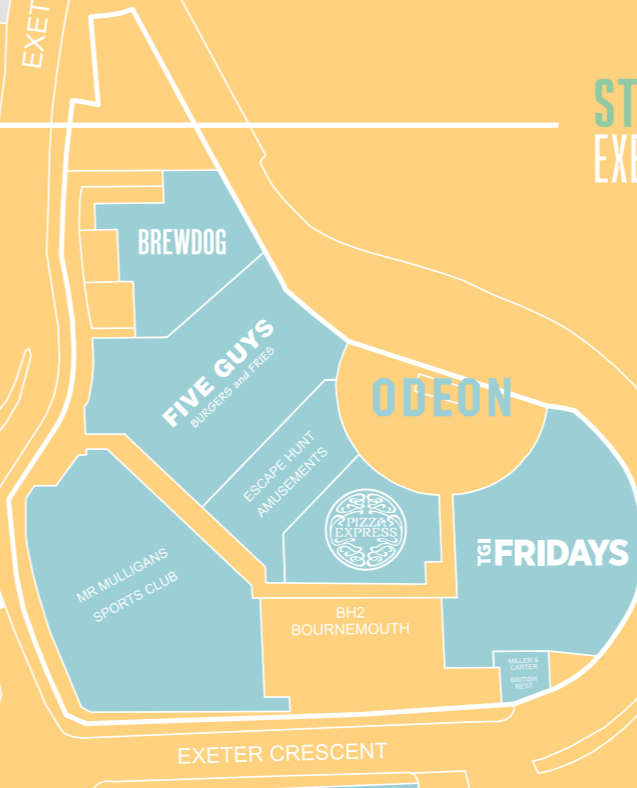 EXET
ST
EXE
BREWDOG
FIVE GUYS
BURGERS and FRIES
ODEON
ESCAPE HUNT
AMUSEMENTS
PIZZA
EXPRESS
TGI FRIDAYS
MR MULLIGANS
SPORTS CLUB
BH2
BOURNEMOUTH
MILLER &
CARTER
BRITISH
REST
EXETER CRESCENT